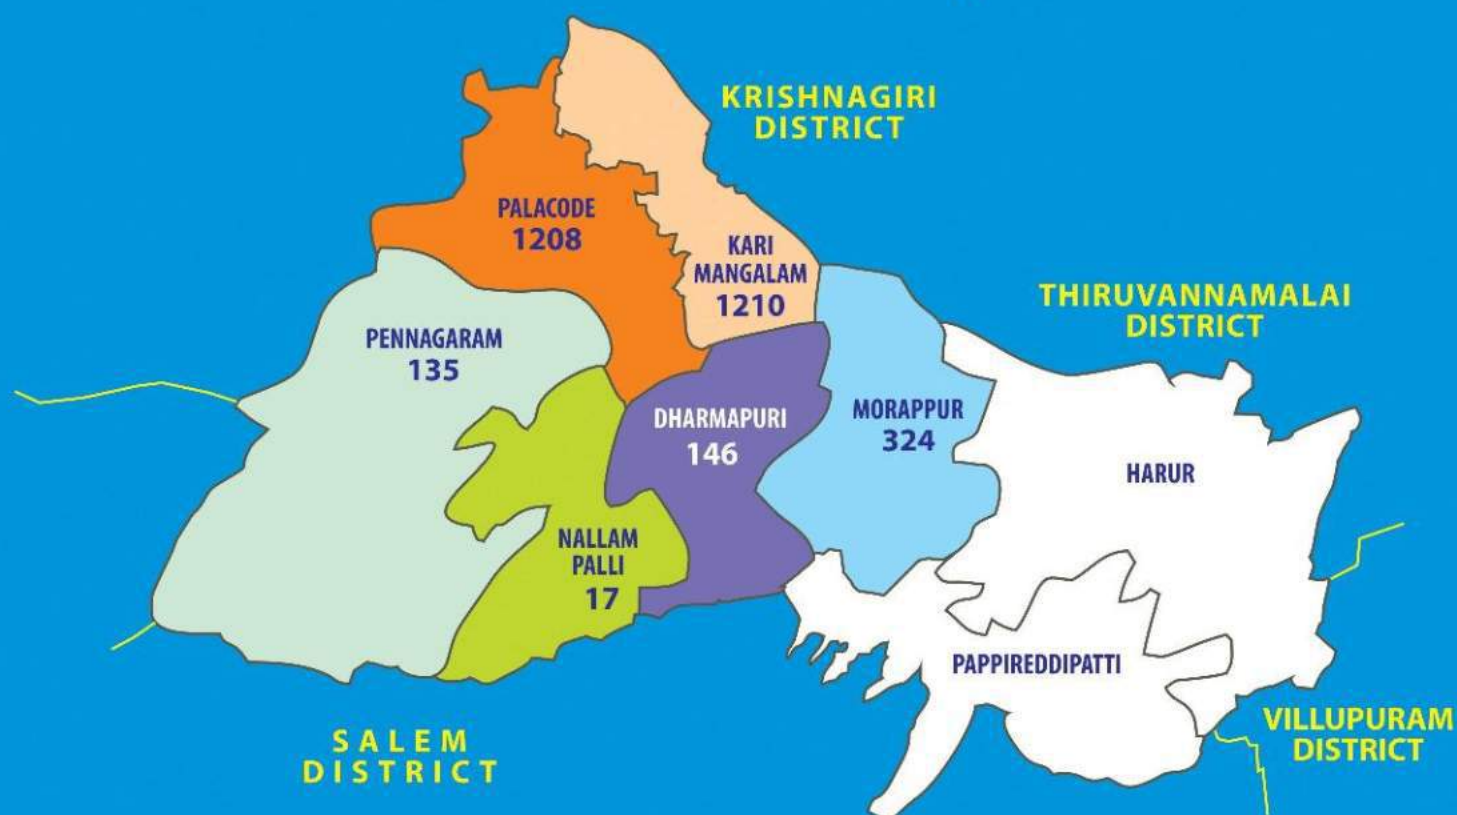 KRISHNAGIRI
DISTRICT
PALACODE
1208
KARI
MANGALAM
1210
THIRUVANNAMALAI
DISTRICT
PENNAGARAM
135
DHARMAPURI
146
MORAPPUR
324
HARUR
NALLAM
PALLI
17
PAPPIREDDIPATTI
SALEM
DISTRICT
VILLUPURAM
DISTRICT